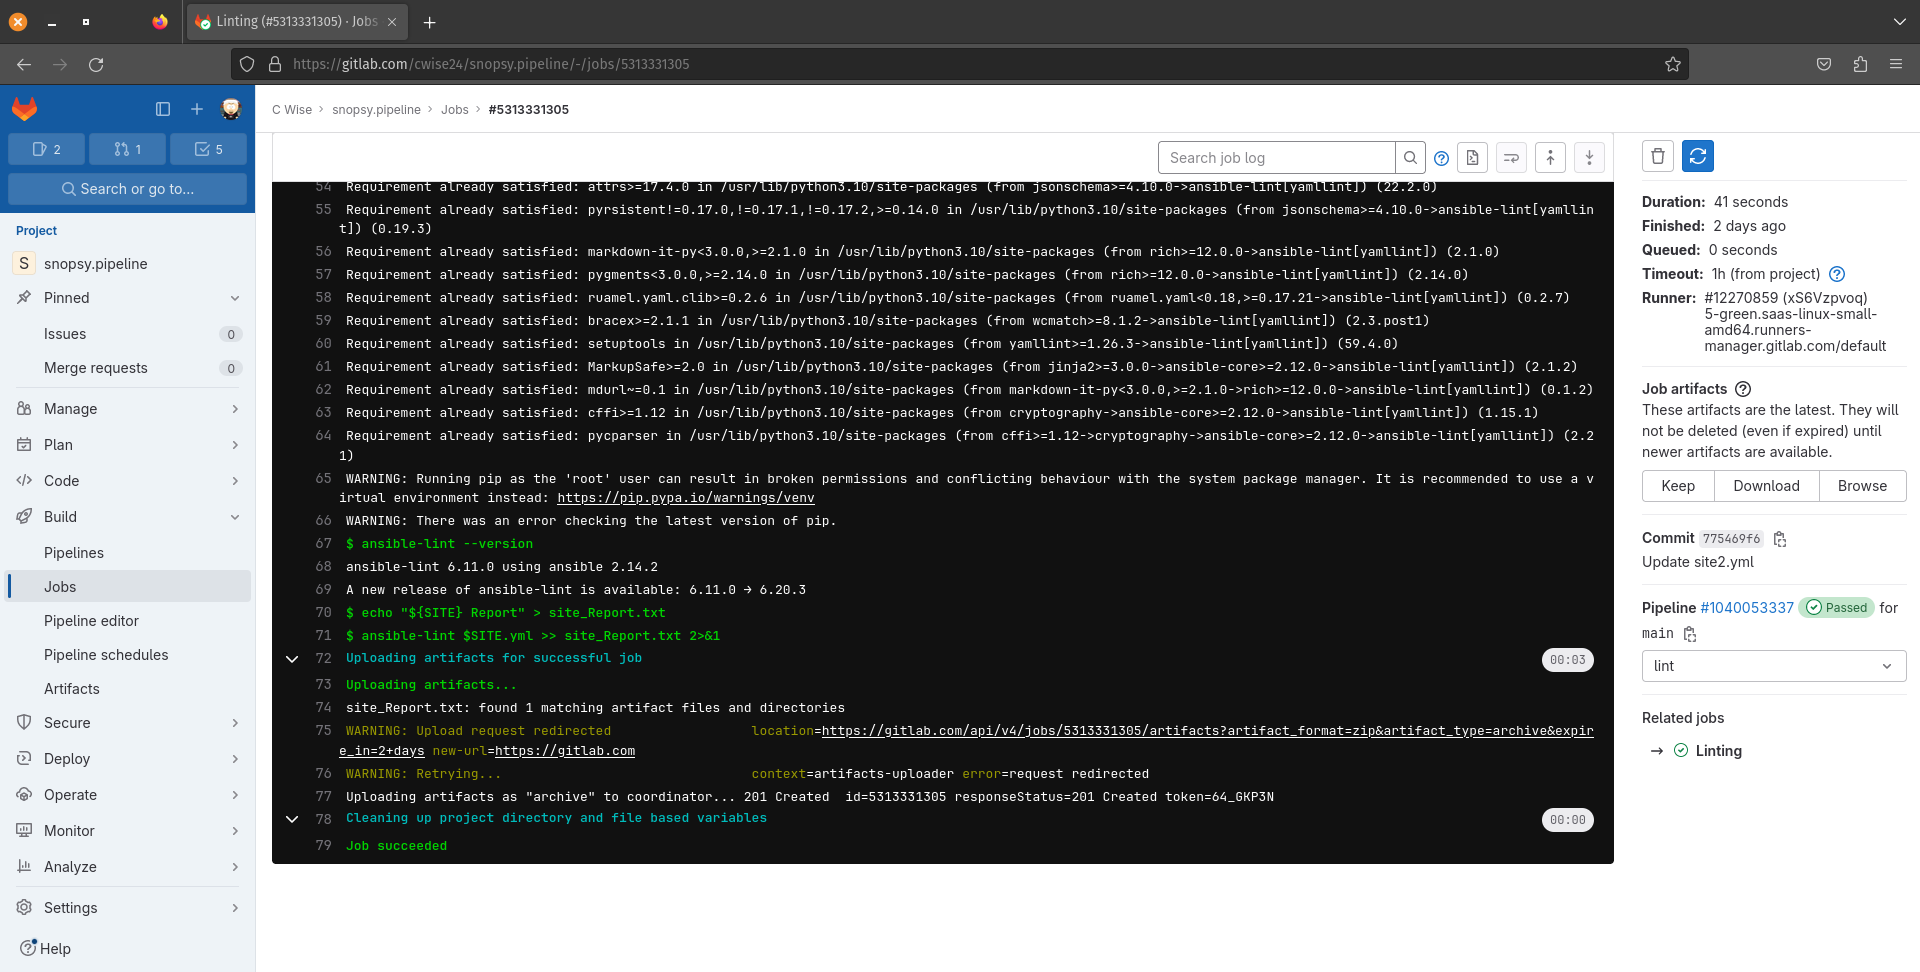 Linting (#5313331305) · Jobs
https://gitlab.com/cwise24/snopsy.pipeline/-/jobs/5313331305
2
1
5
Search or go to...
Project
S snopsy.pipeline
Pinned
Issues 0
Merge requests 0
Manage
Plan
Code
Build
Pipelines
Jobs
Pipeline editor
Pipeline schedules
Artifacts
Secure
Deploy
Operate
Monitor
Analyze
Settings
Help
C Wise › snopsy.pipeline › Jobs › #5313331305
Search job log
54 Requirement already satisfied: attrs>=17.4.0 in /usr/lib/python3.10/site-packages (from jsonschema>=4.10.0->ansible-lint[yamllint]) (22.2.0)
55 Requirement already satisfied: pyrsistent!=0.17.0,!=0.17.1,!=0.17.2,>=0.14.0 in /usr/lib/python3.10/site-packages (from jsonschema>=4.10.0->ansible-lint[yamllin
t]) (0.19.3)
56 Requirement already satisfied: markdown-it-py<3.0.0,>=2.1.0 in /usr/lib/python3.10/site-packages (from rich>=12.0.0->ansible-lint[yamllint]) (2.1.0)
57 Requirement already satisfied: pygments<3.0.0,>=2.14.0 in /usr/lib/python3.10/site-packages (from rich>=12.0.0->ansible-lint[yamllint]) (2.14.0)
58 Requirement already satisfied: ruamel.yaml.clib>=0.2.6 in /usr/lib/python3.10/site-packages (from ruamel.yaml<0.18,>=0.17.21->ansible-lint[yamllint]) (0.2.7)
59 Requirement already satisfied: bracex>=2.1.1 in /usr/lib/python3.10/site-packages (from wcmatch>=8.1.2->ansible-lint[yamllint]) (2.3.post1)
60 Requirement already satisfied: setuptools in /usr/lib/python3.10/site-packages (from yamllint>=1.26.3->ansible-lint[yamllint]) (59.4.0)
61 Requirement already satisfied: MarkupSafe>=2.0 in /usr/lib/python3.10/site-packages (from jinja2>=3.0.0->ansible-core>=2.12.0->ansible-lint[yamllint]) (2.1.2)
62 Requirement already satisfied: mdurl~=0.1 in /usr/lib/python3.10/site-packages (from markdown-it-py<3.0.0,>=2.1.0->rich>=12.0.0->ansible-lint[yamllint]) (0.1.2)
63 Requirement already satisfied: cffi>=1.12 in /usr/lib/python3.10/site-packages (from cryptography->ansible-core>=2.12.0->ansible-lint[yamllint]) (1.15.1)
64 Requirement already satisfied: pycparser in /usr/lib/python3.10/site-packages (from cffi>=1.12->cryptography->ansible-core>=2.12.0->ansible-lint[yamllint]) (2.2
1)
65 WARNING: Running pip as the 'root' user can result in broken permissions and conflicting behaviour with the system package manager. It is recommended to use a v
irtual environment instead: https://pip.pypa.io/warnings/venv
66 WARNING: There was an error checking the latest version of pip.
67 $ ansible-lint --version
68 ansible-lint 6.11.0 using ansible 2.14.2
69 A new release of ansible-lint is available: 6.11.0 → 6.20.3
70 $ echo "${SITE} Report" > site_Report.txt
71 $ ansible-lint $SITE.yml >> site_Report.txt 2>&1
72 Uploading artifacts for successful job 00:03
73 Uploading artifacts...
74 site_Report.txt: found 1 matching artifact files and directories
75 WARNING: Upload request redirected location=https://gitlab.com/api/v4/jobs/5313331305/artifacts?artifact_format=zip&artifact_type=archive&expir
e_in=2+days new-url=https://gitlab.com
76 WARNING: Retrying... context=artifacts-uploader error=request redirected
77 Uploading artifacts as "archive" to coordinator... 201 Created id=5313331305 responseStatus=201 Created token=64_GKP3N
78 Cleaning up project directory and file based variables 00:00
79 Job succeeded
Duration: 41 seconds
Finished: 2 days ago
Queued: 0 seconds
Timeout: 1h (from project)
Runner: #12270859 (xS6Vzpvoq)
5-green.saas-linux-small-
amd64.runners-
manager.gitlab.com/default
Job artifacts
These artifacts are the latest. They will
not be deleted (even if expired) until
newer artifacts are available.
Keep Download Browse
Commit 775469f6
Update site2.yml
Pipeline #1040053337 Passed for
main
lint
Related jobs
→ Linting